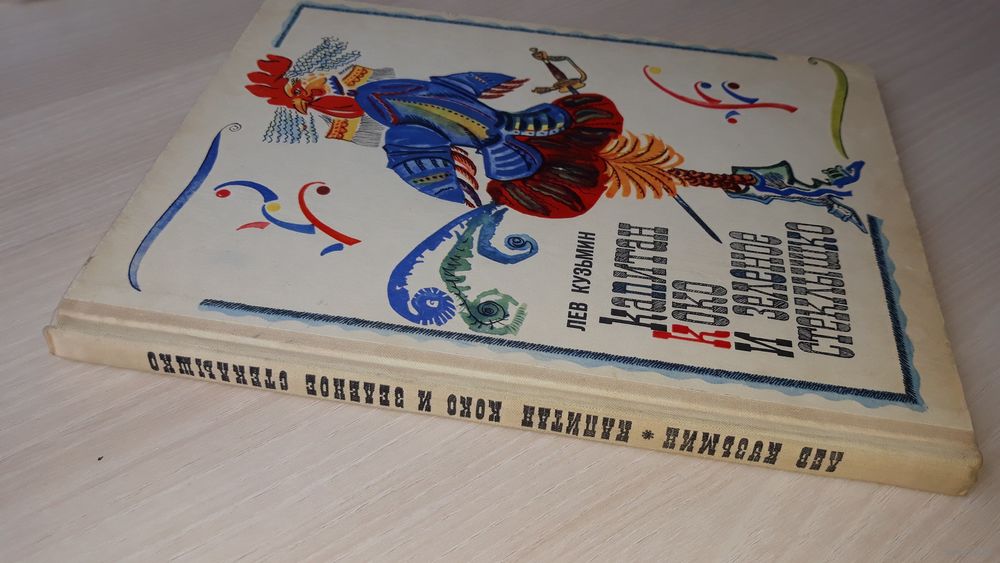 ЛЕВ КУЗЬМИН
Капитан
Коко
И зеленое
стеклышко
ЛЕВ КУЗЬМИН * КАПИТАН КОКО И ЗЕЛЕНОЕ СТЕКЛЫШКО